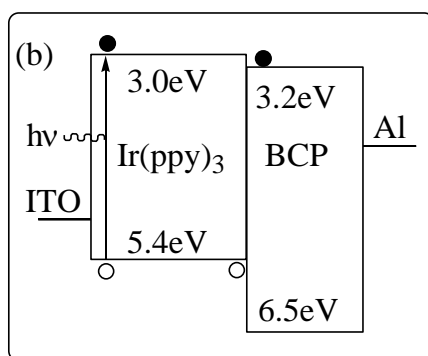 (b)
3.0eV
3.2eV
hν
Ir(ppy)3
BCP
Al
ITO
5.4eV
6.5eV